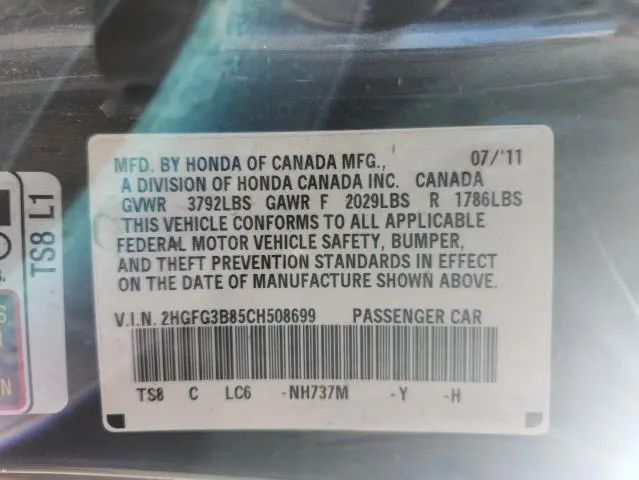 MFD. BY HONDA OF CANADA MFG., 07/'11
A DIVISION OF HONDA CANADA INC. CANADA
GVWR 3792LBS GAWR F 2029LBS R 1786LBS
THIS VEHICLE CONFORMS TO ALL APPLICABLE
FEDERAL MOTOR VEHICLE SAFETY, BUMPER,
AND THEFT PREVENTION STANDARDS IN EFFECT
ON THE DATE OF MANUFACTURE SHOWN ABOVE.
V.I.N. 2HGFG3B85CH508699 PASSENGER CAR
TS8 C LC6 -NH737M -Y -H
TS8 L1